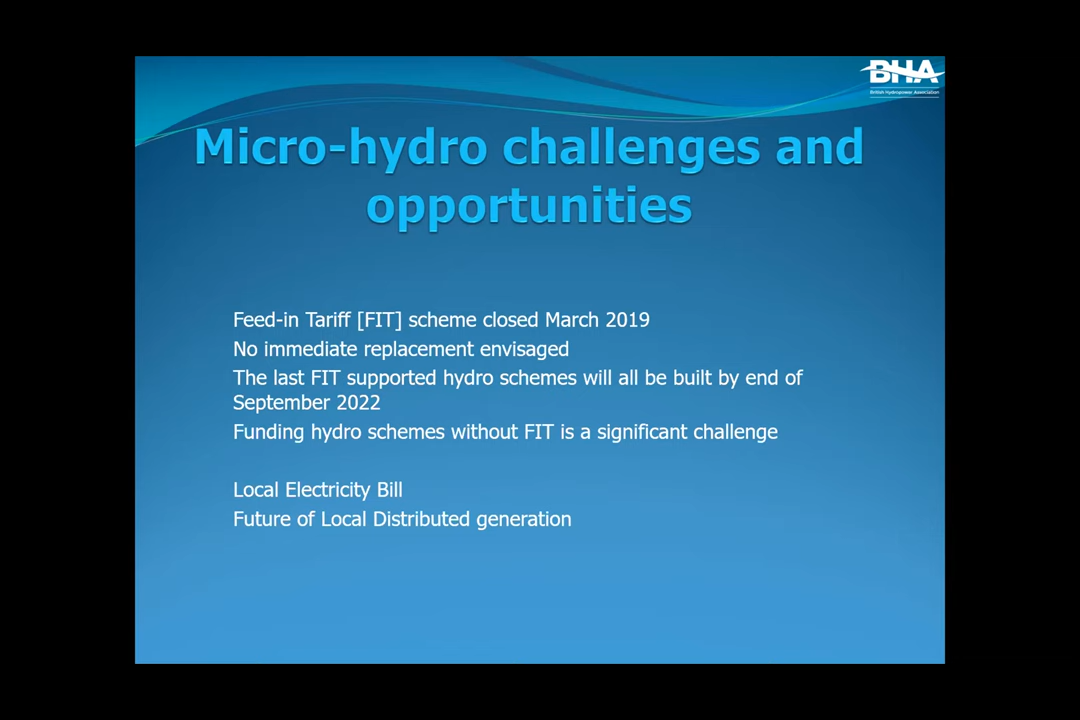 BHA
British Hydropower Association
Micro-hydro challenges and
opportunities
Feed-in Tariff [FIT] scheme closed March 2019
No immediate replacement envisaged
The last FIT supported hydro schemes will all be built by end of
September 2022
Funding hydro schemes without FIT is a significant challenge
Local Electricity Bill
Future of Local Distributed generation